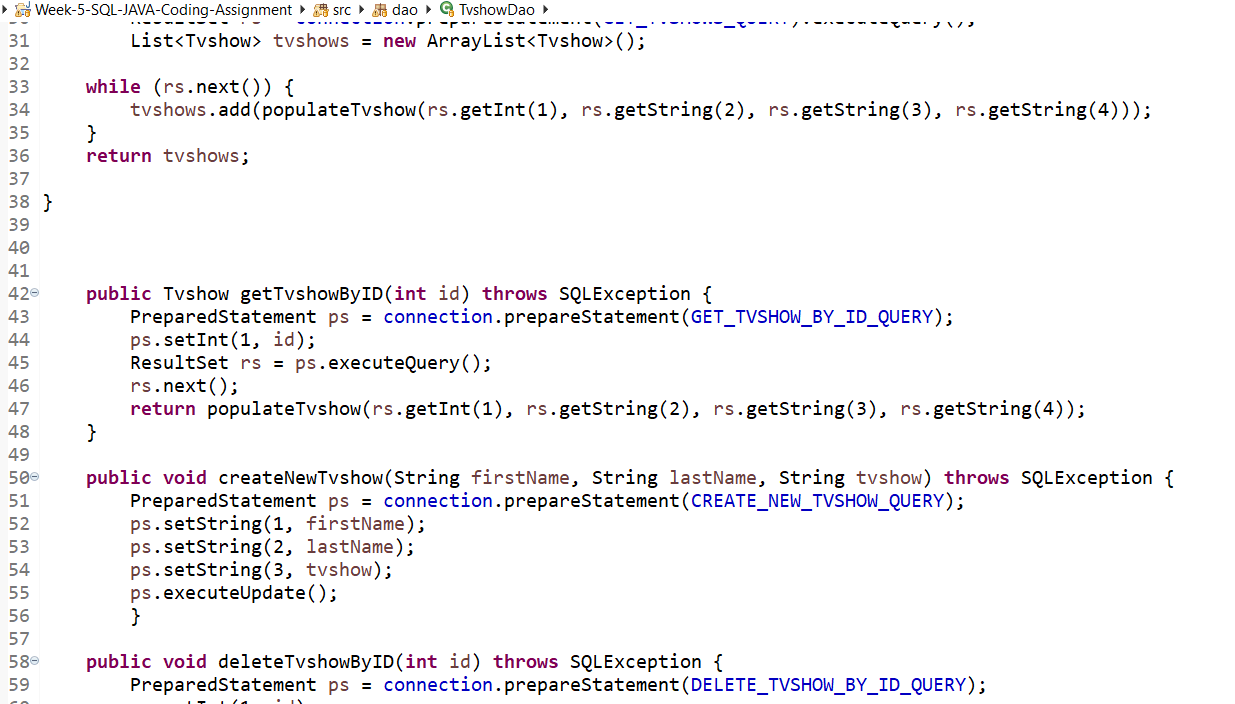 Week-5-SQL-JAVA-Coding-Assignment src dao TvshowDao
connection.prepareStatement(GET_TVSHOWS_QUERY).executeQuery();
31 List<Tvshow> tvshows = new ArrayList<Tvshow>();
32
33 while (rs.next()) {
34 tvshows.add(populateTvshow(rs.getInt(1), rs.getString(2), rs.getString(3), rs.getString(4)));
35 }
36 return tvshows;
37
38 }
39
40
41
42 public Tvshow getTvshowByID(int id) throws SQLException {
43 PreparedStatement ps = connection.prepareStatement(GET_TVSHOW_BY_ID_QUERY);
44 ps.setInt(1, id);
45 ResultSet rs = ps.executeQuery();
46 rs.next();
47 return populateTvshow(rs.getInt(1), rs.getString(2), rs.getString(3), rs.getString(4));
48 }
49
50 public void createNewTvshow(String firstName, String lastName, String tvshow) throws SQLException {
51 PreparedStatement ps = connection.prepareStatement(CREATE_NEW_TVSHOW_QUERY);
52 ps.setString(1, firstName);
53 ps.setString(2, lastName);
54 ps.setString(3, tvshow);
55 ps.executeUpdate();
56 }
57
58 public void deleteTvshowByID(int id) throws SQLException {
59 PreparedStatement ps = connection.prepareStatement(DELETE_TVSHOW_BY_ID_QUERY);